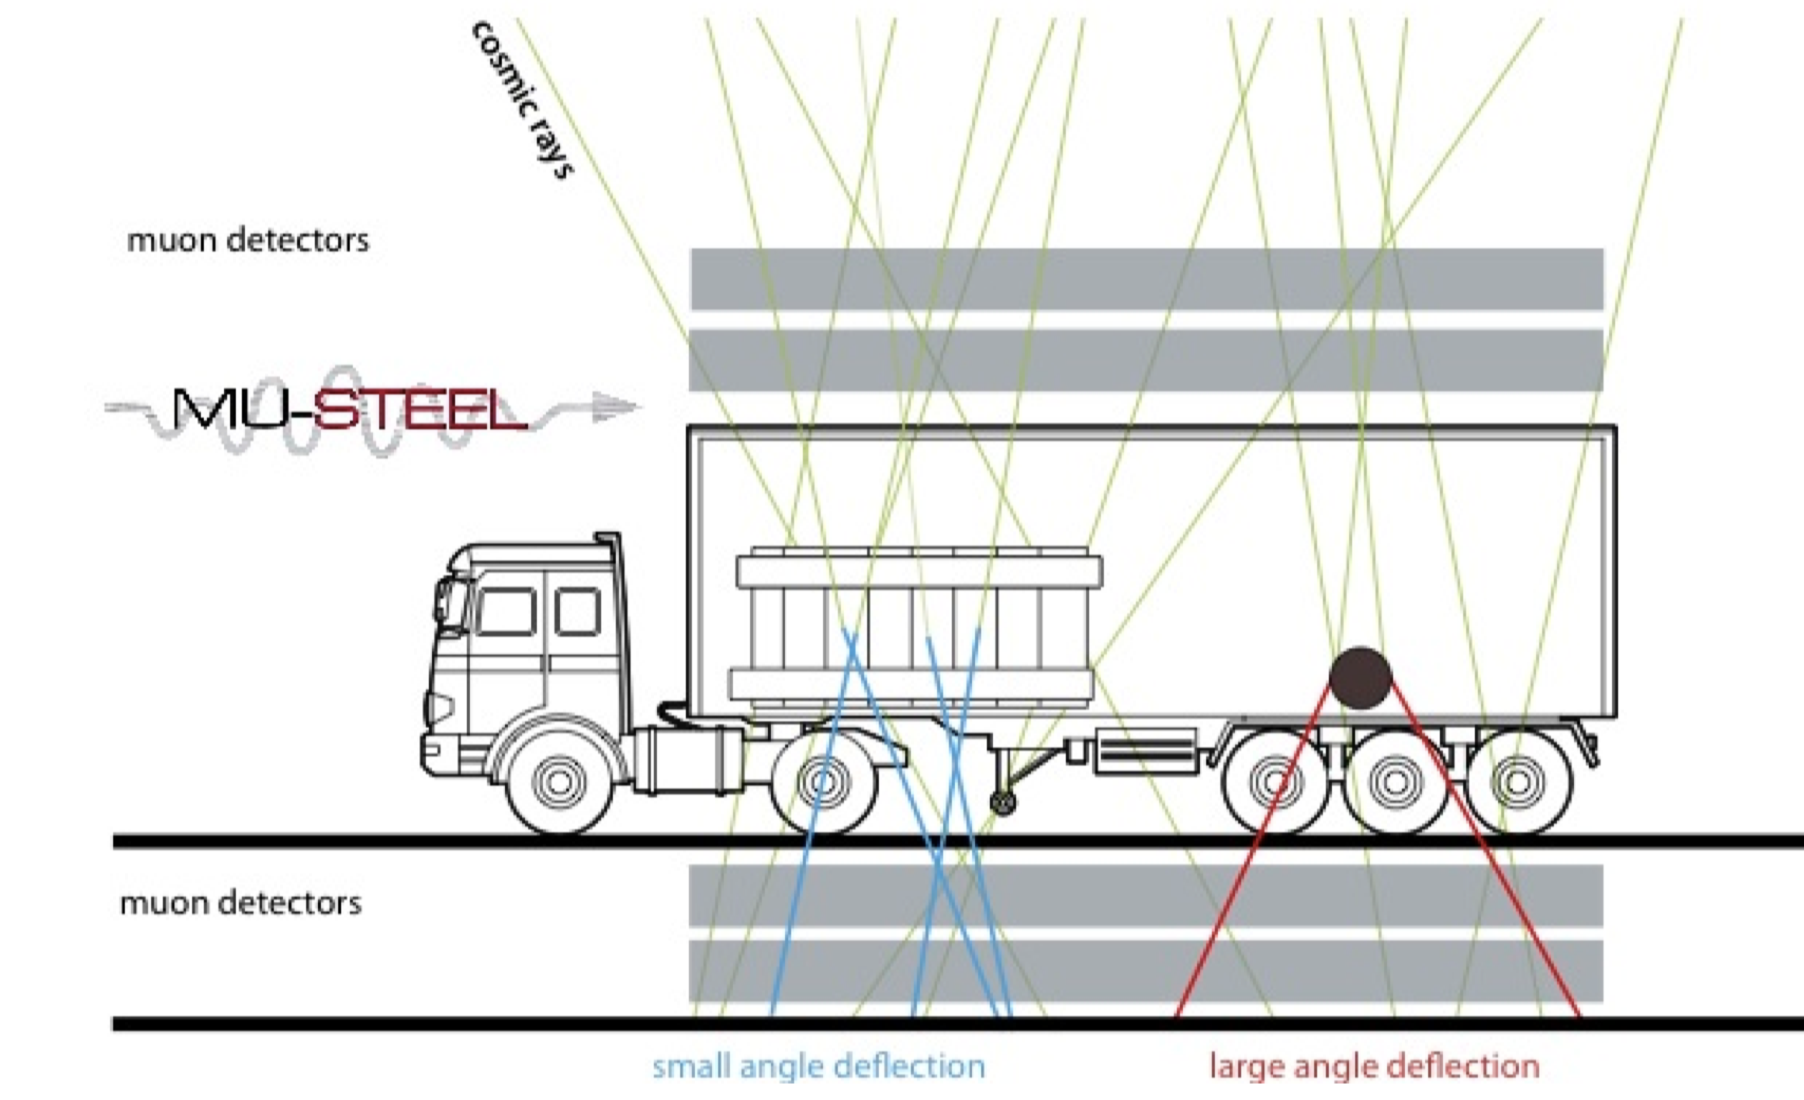 cosmic rays
muon detectors
MU-STEEL
muon detectors
small angle deflection
large angle deflection